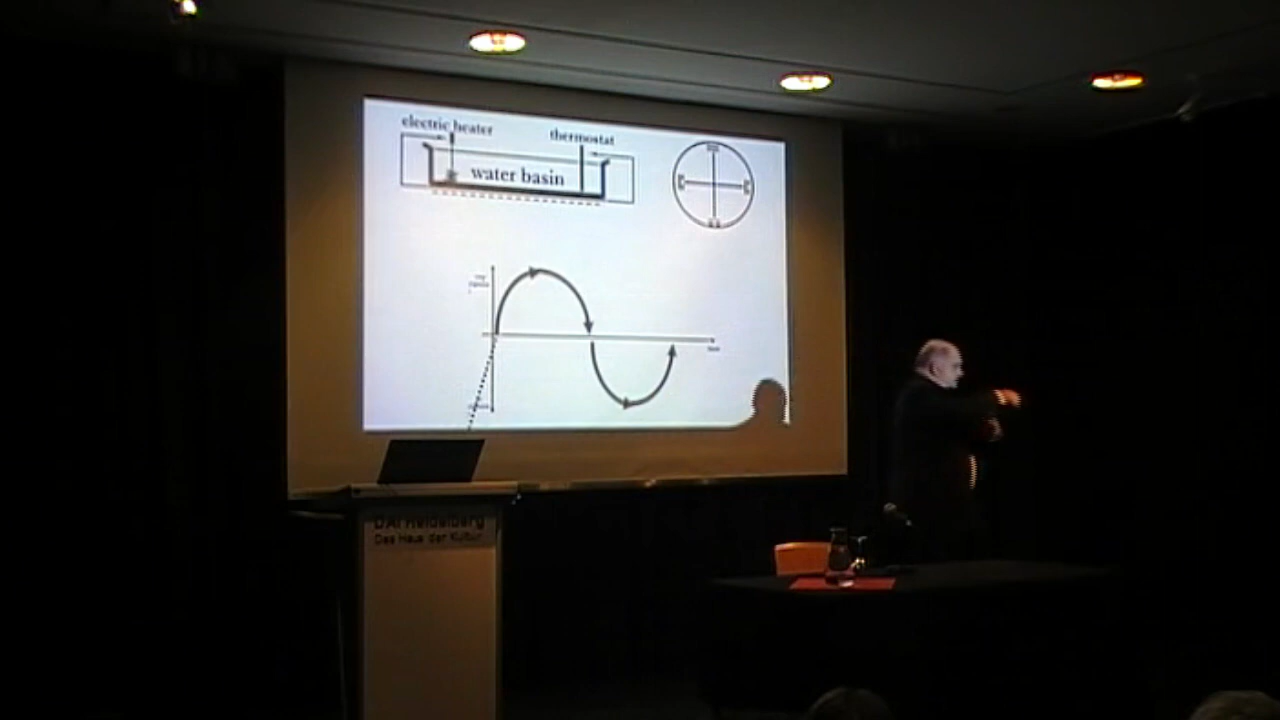 electric heater
thermostat
water basin
DAI Heidelberg
Das Haus der Kultur